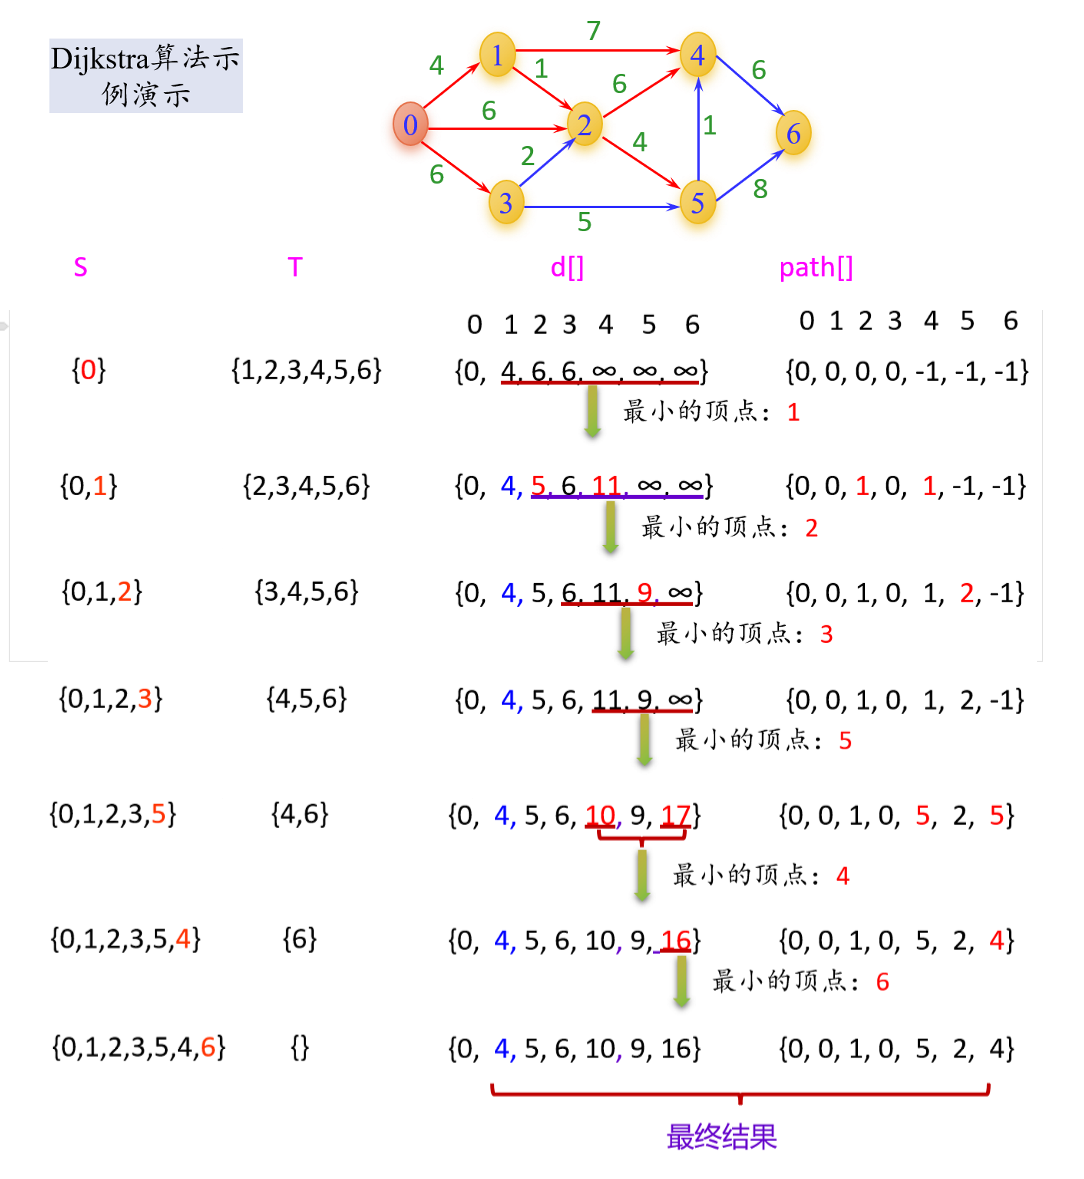 Dijkstra算法示
例演示
7
4
1
4
1
6
6
0
6
2
1
6
2
4
6
3
5
8
5
S T d[] path[]
0 1 2 3 4 5 6 0 1 2 3 4 5 6
{0} {1,2,3,4,5,6} {0, 4, 6, 6, ∞, ∞, ∞} {0, 0, 0, 0, -1, -1, -1}
最小的顶点：1
{0,1} {2,3,4,5,6} {0, 4, 5, 6, 11, ∞, ∞} {0, 0, 1, 0, 1, -1, -1}
最小的顶点：2
{0,1,2} {3,4,5,6} {0, 4, 5, 6, 11, 9, ∞} {0, 0, 1, 0, 1, 2, -1}
最小的顶点：3
{0,1,2,3} {4,5,6} {0, 4, 5, 6, 11, 9, ∞} {0, 0, 1, 0, 1, 2, -1}
最小的顶点：5
{0,1,2,3,5} {4,6} {0, 4, 5, 6, 10, 9, 17} {0, 0, 1, 0, 5, 2, 5}
最小的顶点：4
{0,1,2,3,5,4} {6} {0, 4, 5, 6, 10, 9, 16} {0, 0, 1, 0, 5, 2, 4}
最小的顶点：6
{0,1,2,3,5,4,6} {} {0, 4, 5, 6, 10, 9, 16} {0, 0, 1, 0, 5, 2, 4}
最终结果